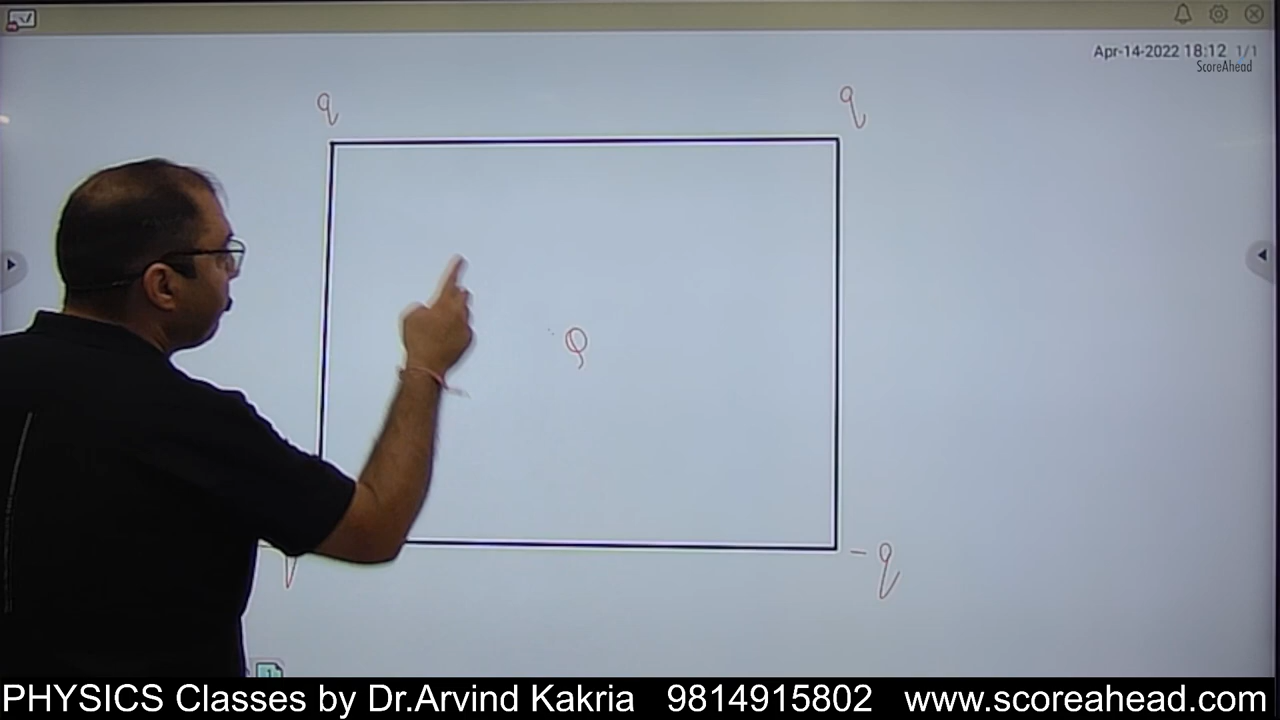 Apr-14-2022 18:12 1/1
ScoreAhead
q q
Q
- q
PHYSICS Classes by Dr.Arvind Kakria 9814915802 www.scoreahead.com